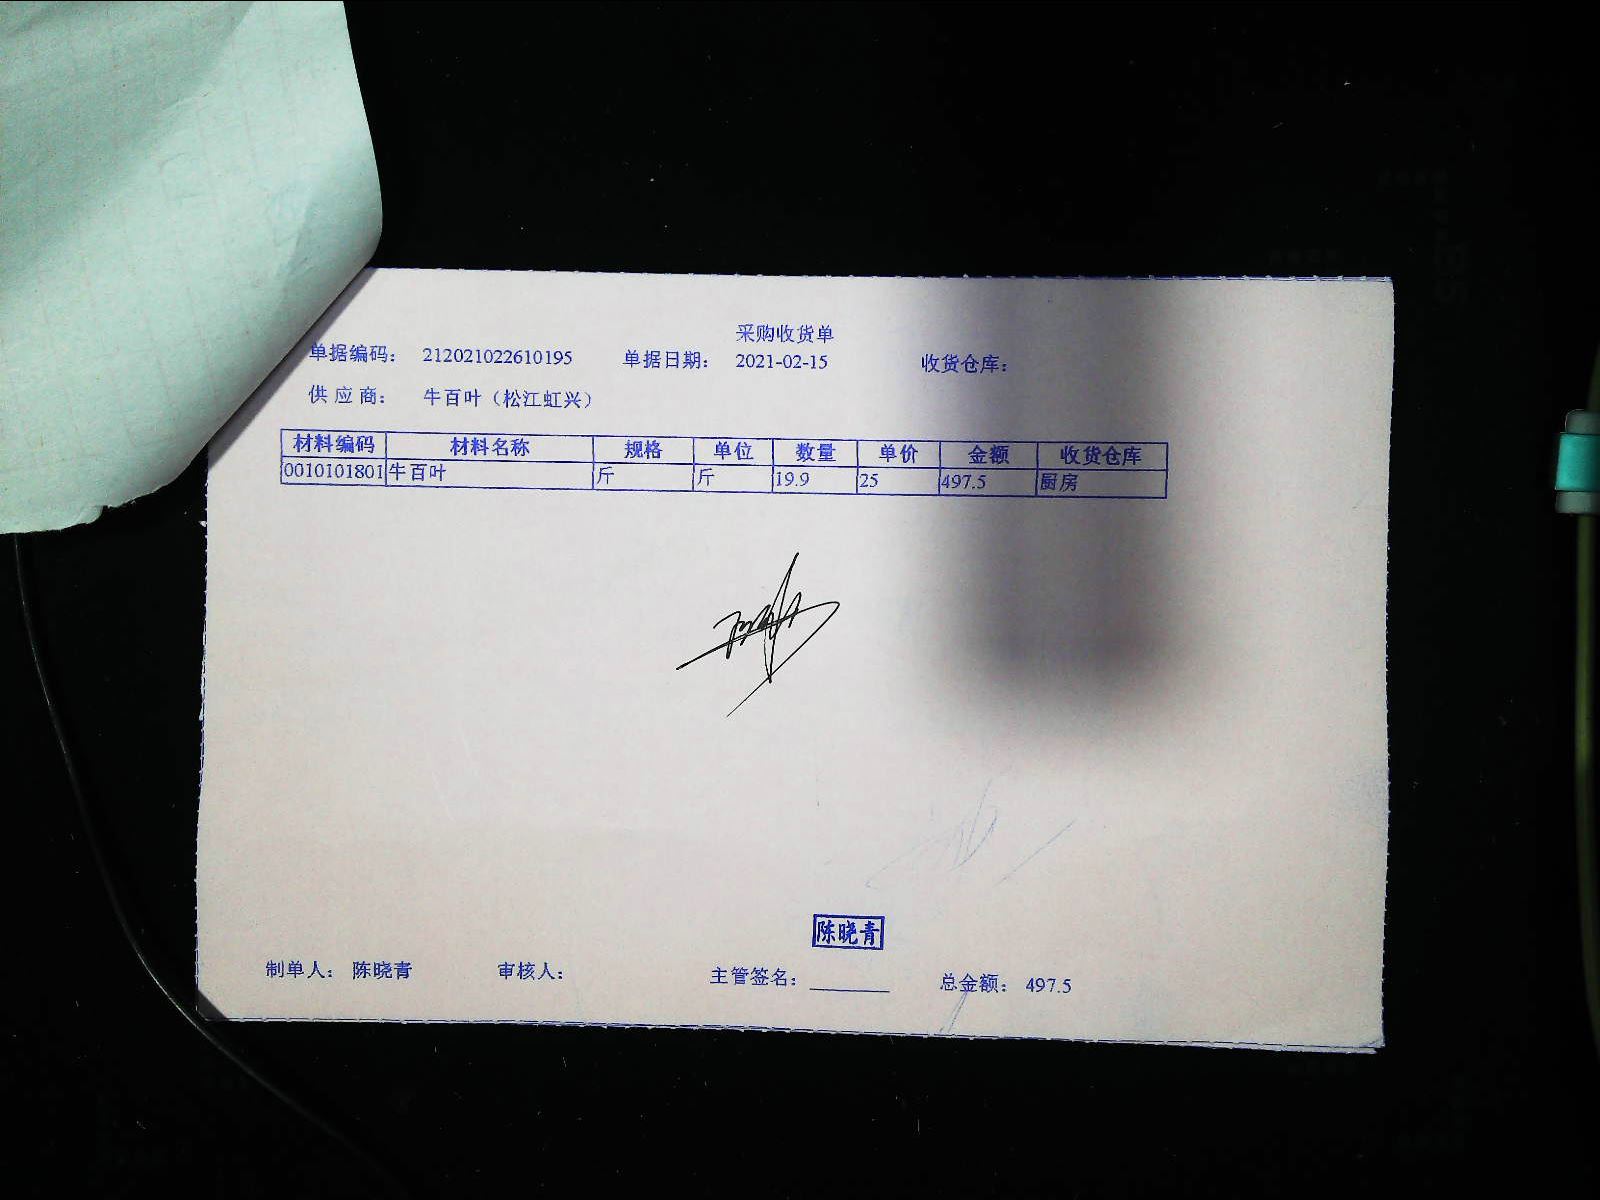 采购收货单
单据编码： 212021022610195 单据日期： 2021-02-15 收货仓库：
供 应 商： 牛百叶（松江虹兴）
材料编码 材料名称 规格 单位 数量 单价 金额 收货仓库
0010101801 牛百叶 斤 斤 19.9 25 497.5 厨房
陈晓青
制单人： 陈晓青 审核人： 主管签名： 总金额： 497.5